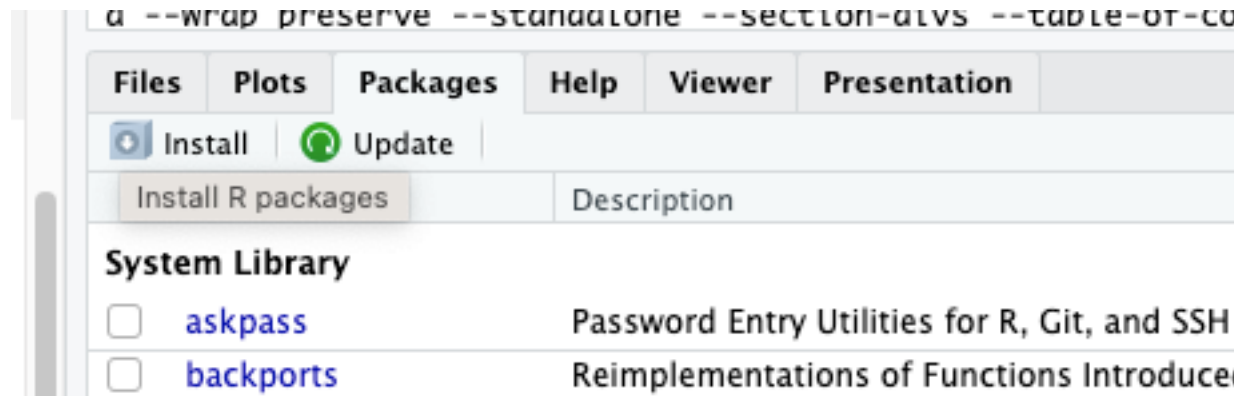 d --wrap preserve --standalone --section-divs --table-of-co
Files Plots Packages Help Viewer Presentation
Install Update
Install R packages
Description
System Library
askpass Password Entry Utilities for R, Git, and SSH
backports Reimplementations of Functions Introduced